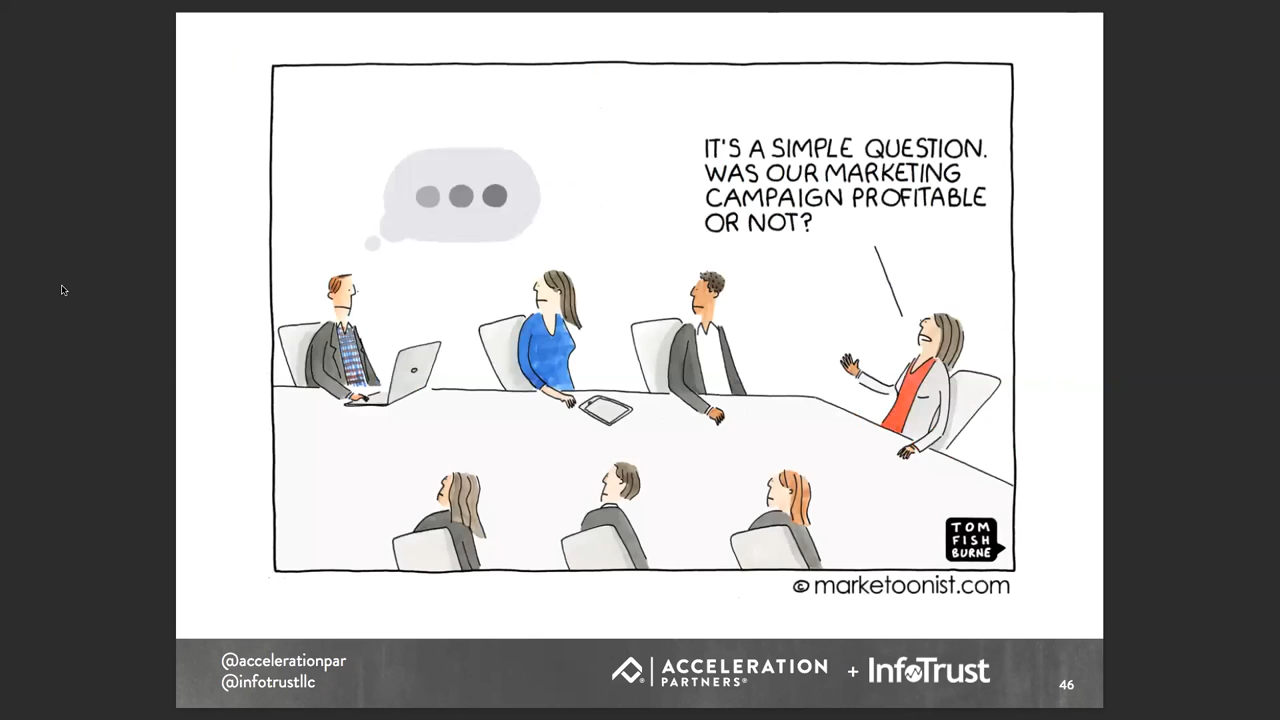 IT'S A SIMPLE QUESTION.
WAS OUR MARKETING
CAMPAIGN PROFITABLE
OR NOT?
TOM
FISH
BURNE
© marketoonist.com
@accelerationpar
@infotrustllc
ACCELERATION
PARTNERS®
+ InfoTrust
46